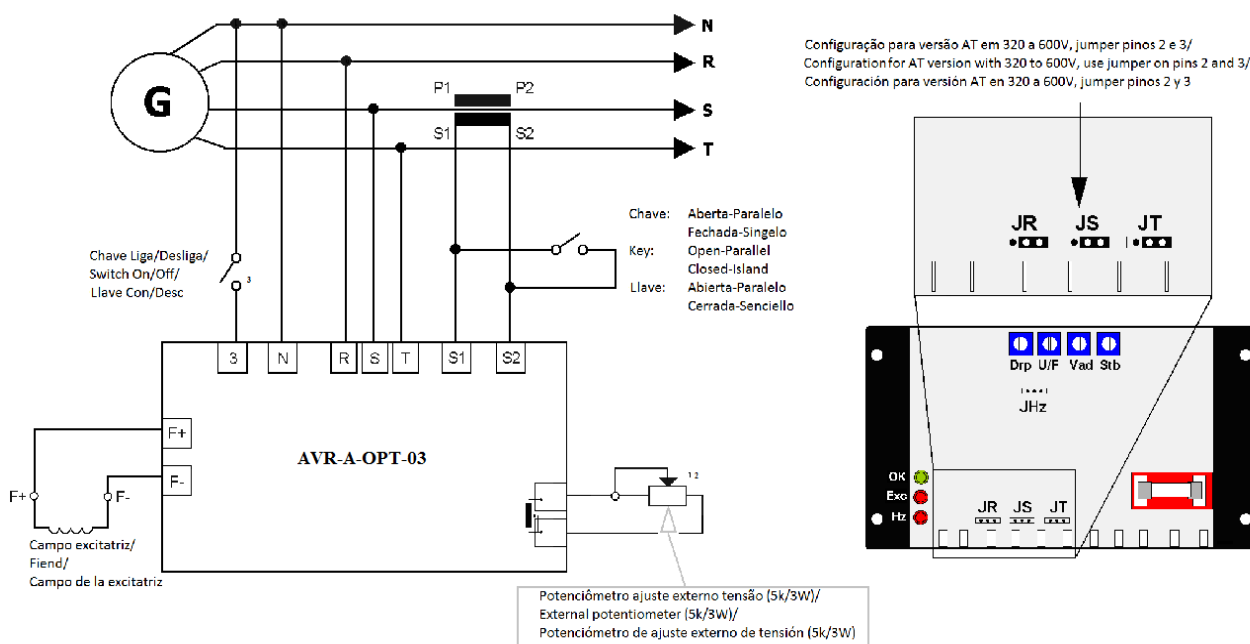 N
R
G
P1 P2
S
S1 S2
T
Chave Liga/Desliga/
Switch On/Off/
Llave Con/Desc
3
Chave: Aberta-Paralelo
Fechada-Singelo
Key: Open-Parallel
Closed-Island
Llave: Abierta-Paralelo
Cerrada-Senciello
3 N R S T S1 S2
F+
F-
AVR-A-OPT-03
F+ F-
Campo excitatriz/
Fiend/
Campo de la excitatriz
1 2
Potenciômetro ajuste externo tensão (5k/3W)/
External potentiometer (5k/3W)/
Potenciómetro de ajuste externo de tensión (5k/3W)
Configuração para versão AT em 320 a 600V, jumper pinos 2 e 3/
Configuration for AT version with 320 to 600V, use jumper on pins 2 and 3/
Configuración para versión AT en 320 a 600V, jumper pinos 2 y 3
JR JS JT
Drp U/F Vad Stb
JHz
OK
Exc
Hz
JR JS JT